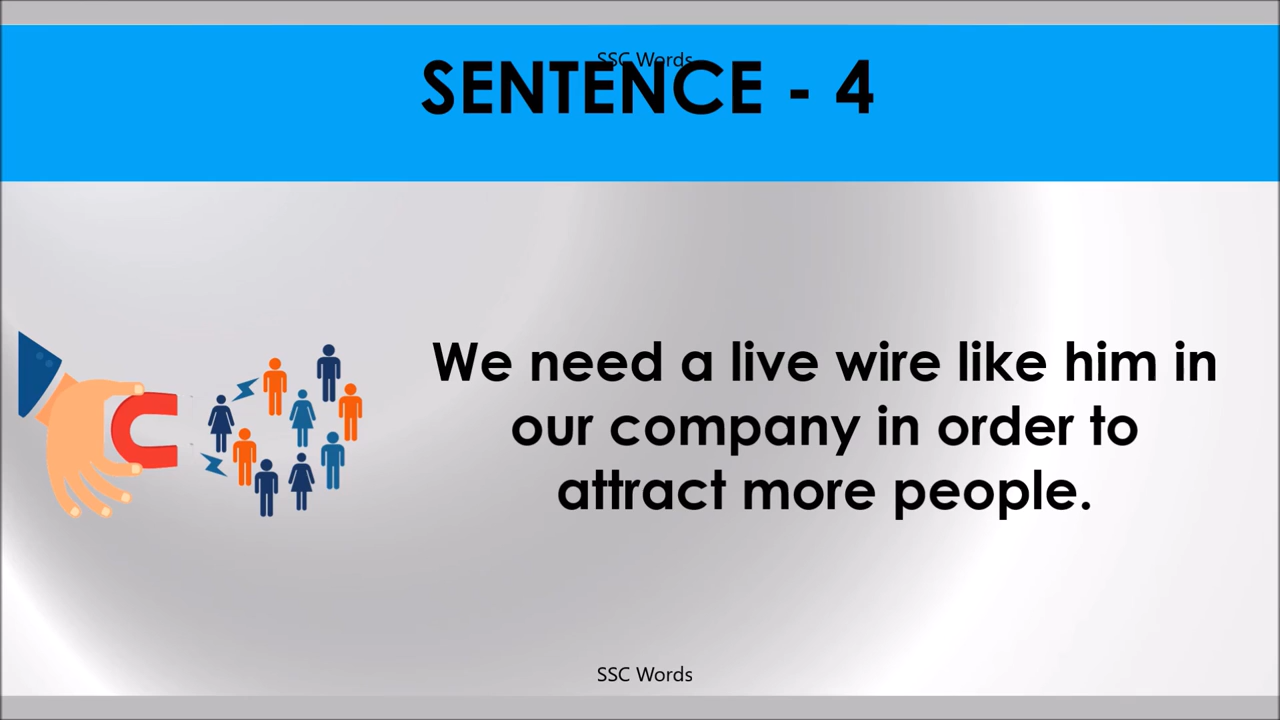 SSC Words
SENTENCE - 4
We need a live wire like him in
our company in order to
attract more people.
SSC Words